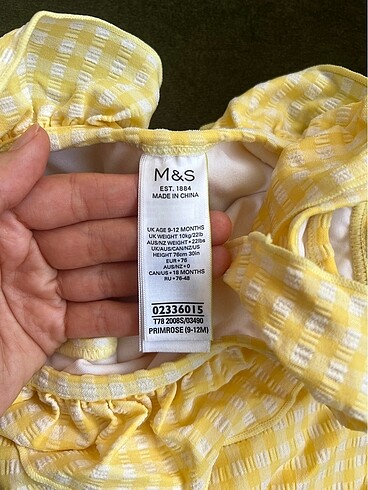 M&S
EST. 1884
MADE IN CHINA
UK AGE 9-12 MONTHS
UK WEIGHT 10kg/22lb
AUS/NZ WEIGHT +22lbs
UK/AUS/CAN/NZ/US
HEIGHT 76cm 30in
EUR +76
AUS/NZ +0
CAN/US +18 MONTHS
RU +76-48
02336015
T78 2008S/03490
PRIMROSE (9-12M)